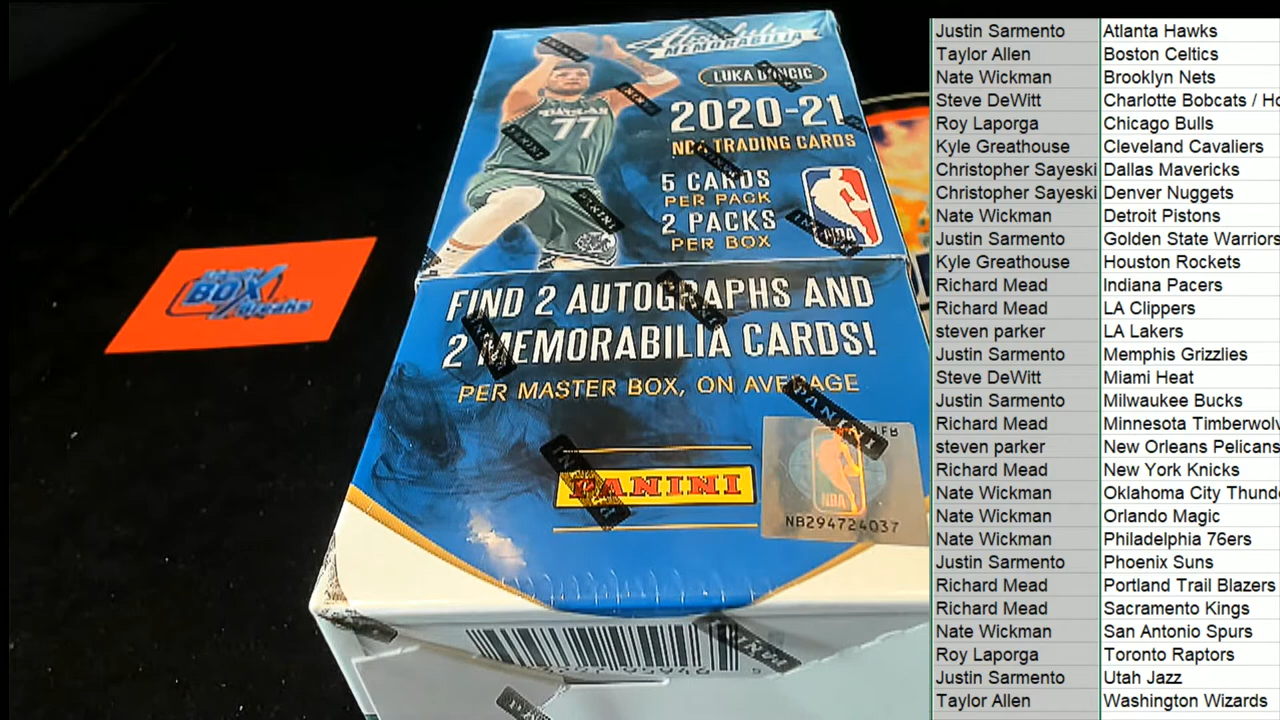 Absolute
MEMORABILIA
LUKA DONCIC
2020-21
NBA TRADING CARDS
5 CARDS
PER PACK
2 PACKS
PER BOX
NBA
77
FIND 2 AUTOGRAPHS AND
2 MEMORABILIA CARDS!
PER MASTER BOX, ON AVERAGE
PANINI
PANINI
NBA
NB294724037
BOX
Breaks
Justin Sarmento Atlanta Hawks
Taylor Allen Boston Celtics
Nate Wickman Brooklyn Nets
Steve DeWitt Charlotte Bobcats / Ho
Roy Laporga Chicago Bulls
Kyle Greathouse Cleveland Cavaliers
Christopher Sayeski Dallas Mavericks
Christopher Sayeski Denver Nuggets
Nate Wickman Detroit Pistons
Justin Sarmento Golden State Warriors
Kyle Greathouse Houston Rockets
Richard Mead Indiana Pacers
Richard Mead LA Clippers
steven parker LA Lakers
Justin Sarmento Memphis Grizzlies
Steve DeWitt Miami Heat
Justin Sarmento Milwaukee Bucks
Richard Mead Minnesota Timberwolv
steven parker New Orleans Pelicans
Richard Mead New York Knicks
Nate Wickman Oklahoma City Thunde
Nate Wickman Orlando Magic
Nate Wickman Philadelphia 76ers
Justin Sarmento Phoenix Suns
Richard Mead Portland Trail Blazers
Richard Mead Sacramento Kings
Nate Wickman San Antonio Spurs
Roy Laporga Toronto Raptors
Justin Sarmento Utah Jazz
Taylor Allen Washington Wizards